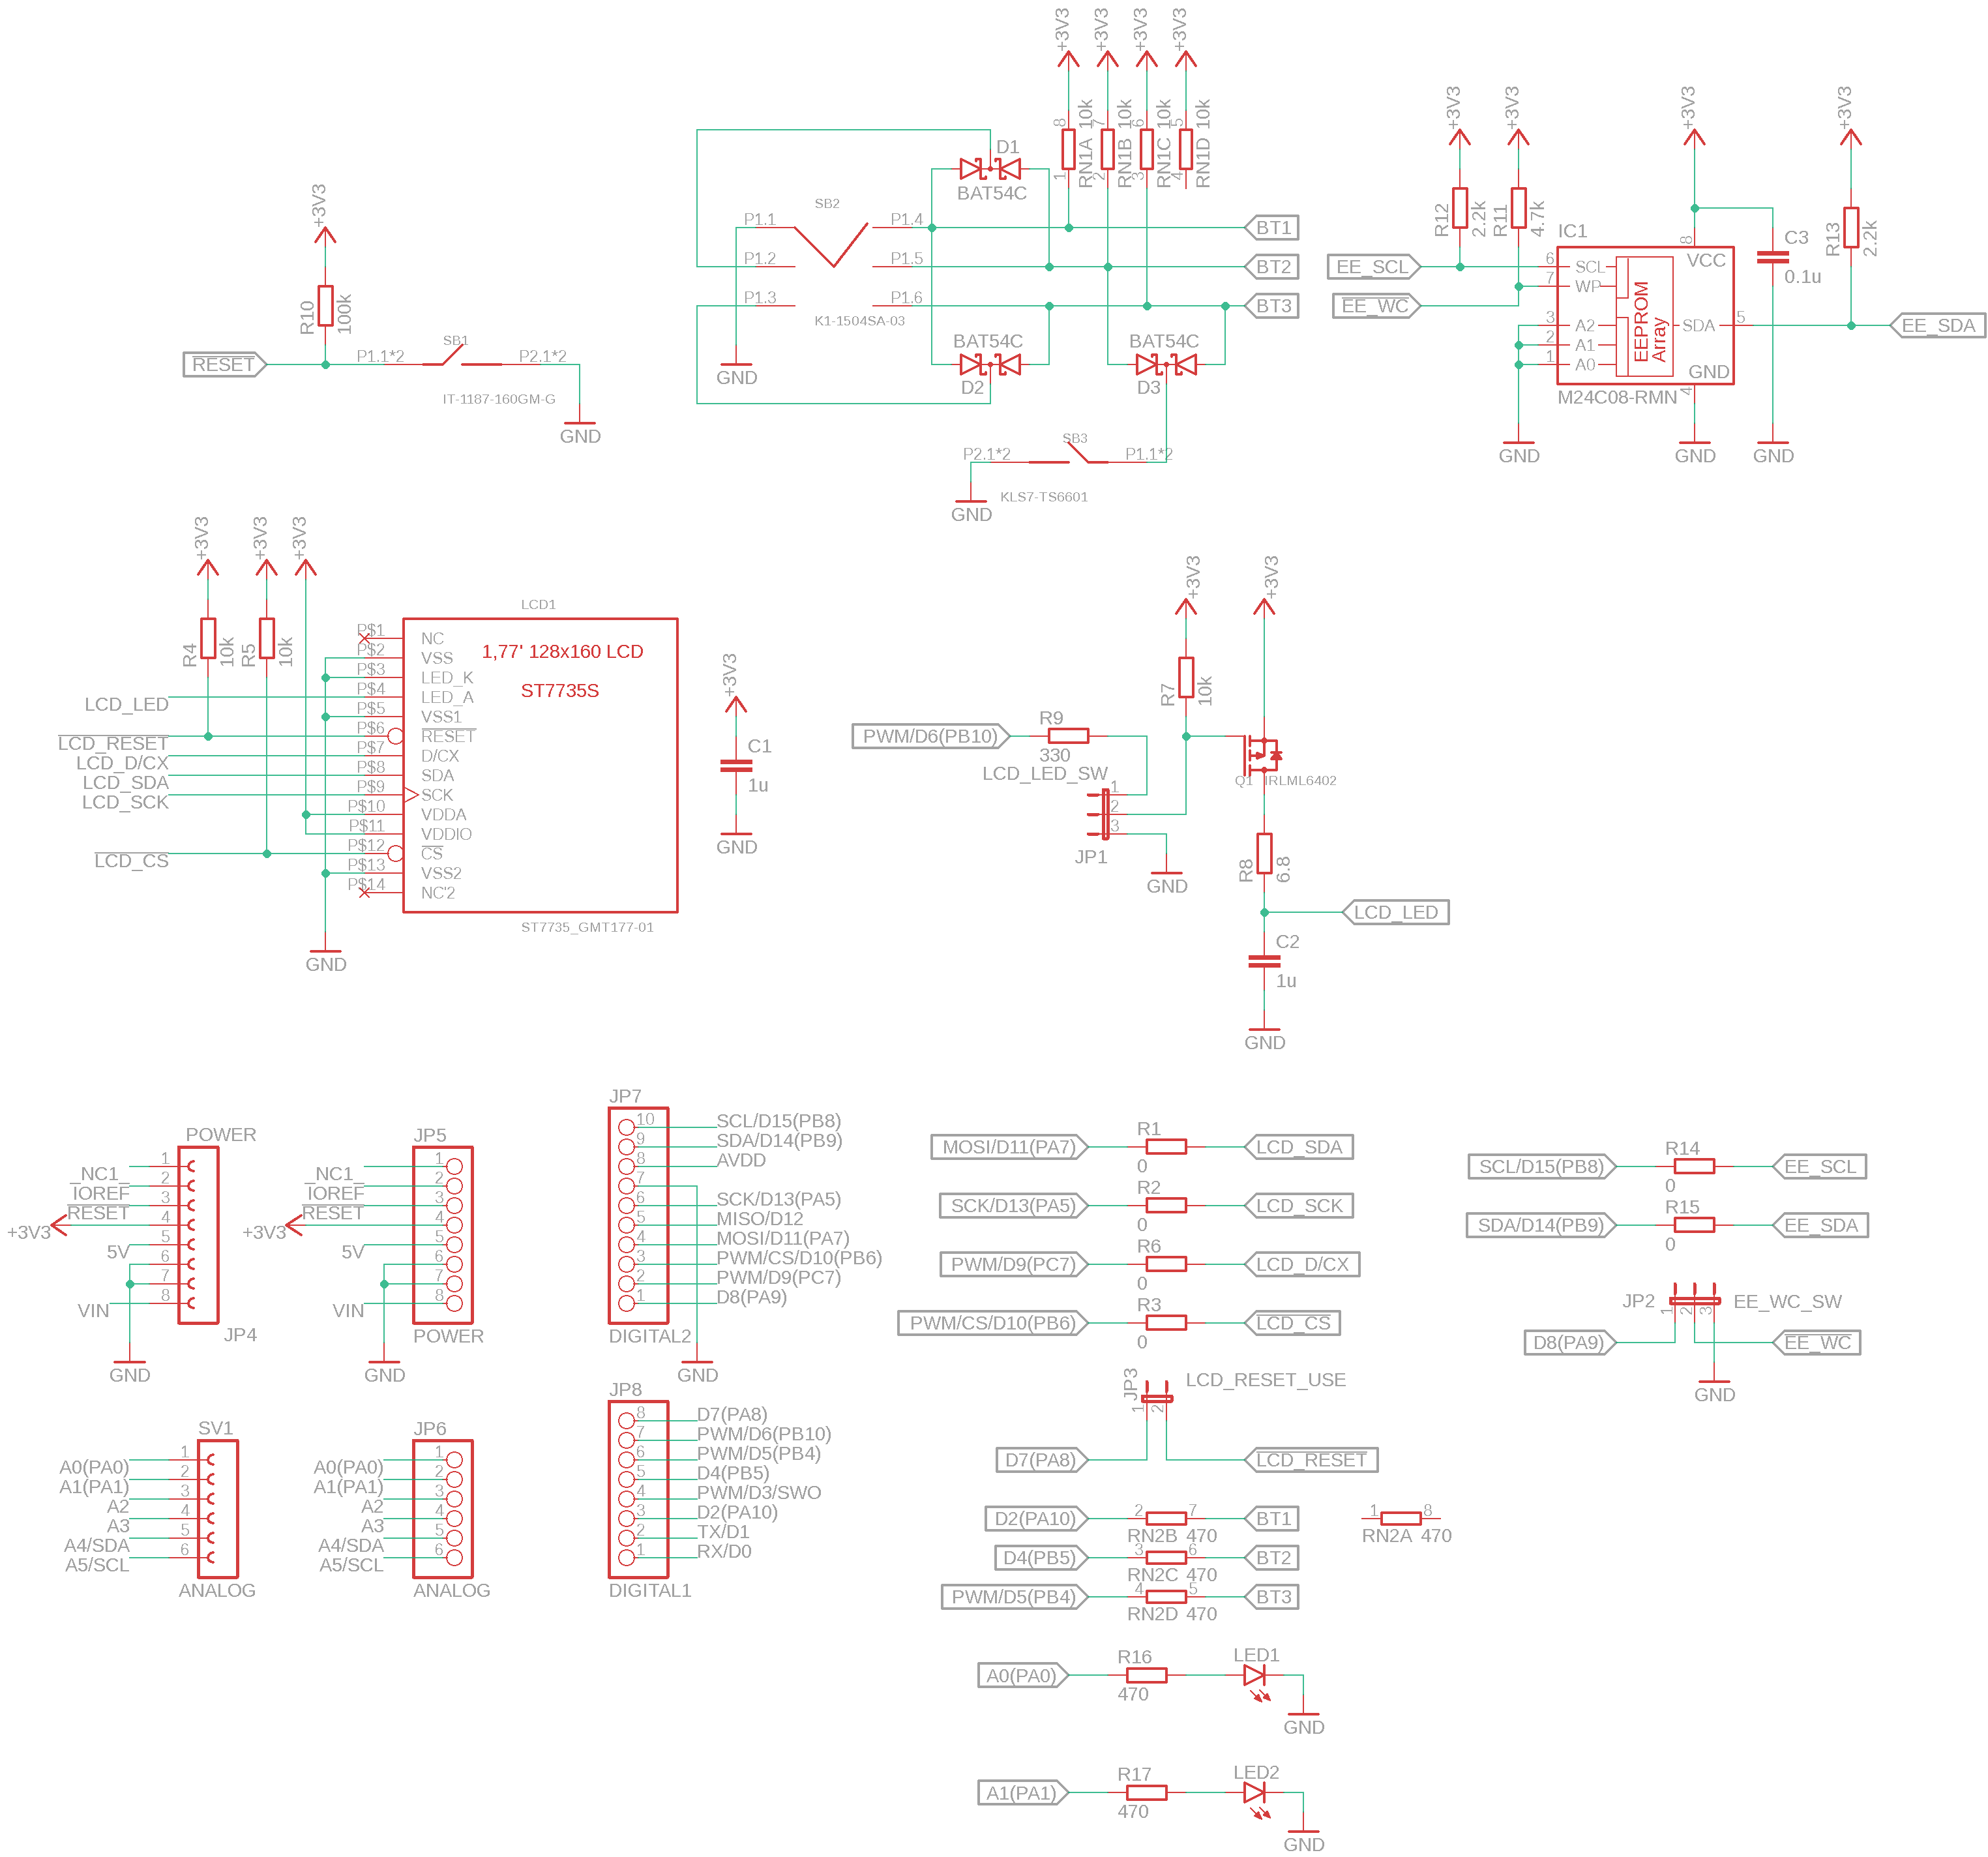 +3V3
+3V3
+3V3
+3V3
8
RN1A 10k
1
7
RN1B 10k
2
6
RN1C 10k
3
5
RN1D 10k
4
D1
BAT54C
SB2
P1.1
P1.4
BT1
P1.2
P1.5
BT2
P1.3
P1.6
BT3
K1-1504SA-03
GND
BAT54C
D2
BAT54C
D3
SB3
P2.1*2
P1.1*2
KLS7-TS6601
GND
+3V3
R10
100k
RESET
SB1
P1.1*2
P2.1*2
IT-1187-160GM-G
GND
+3V3
+3V3
+3V3
+3V3
R12
2.2k
R11
4.7k
IC1
C3
0.1u
R13
2.2k
EE_SCL
EE_WC
6
SCL
7
WP
3
A2
2
A1
1
A0
8
VCC
EEPROM
Array
SDA
5
GND
4
M24C08-RMN
EE_SDA
GND
GND
GND
+3V3
+3V3
+3V3
R4
10k
R5
10k
LCD1
1,77' 128x160 LCD
ST7735S
P$1
NC
P$2
VSS
P$3
LED_K
P$4
LED_A
P$5
VSS1
P$6
RESET
P$7
D/CX
P$8
SDA
P$9
SCK
P$10
VDDA
P$11
VDDIO
P$12
CS
P$13
VSS2
P$14
NC'2
LCD_LED
LCD_RESET
LCD_D/CX
LCD_SDA
LCD_SCK
LCD_CS
ST7735_GMT177-01
GND
+3V3
C1
1u
GND
+3V3
+3V3
R7
10k
PWM/D6(PB10)
R9
330
LCD_LED_SW
1
2
3
JP1
GND
Q1
IRLML6402
R8
6.8
LCD_LED
C2
1u
GND
POWER
1
2
3
4
5
6
7
8
_NC1_
IOREF
RESET
+3V3
5V
VIN
JP4
GND
JP5
1
2
3
4
5
6
7
8
_NC1_
IOREF
RESET
+3V3
5V
VIN
POWER
GND
JP7
10
SCL/D15(PB8)
9
SDA/D14(PB9)
8
AVDD
7
6
SCK/D13(PA5)
5
MISO/D12
4
MOSI/D11(PA7)
3
PWM/CS/D10(PB6)
2
PWM/D9(PC7)
1
D8(PA9)
DIGITAL2
GND
SV1
1
2
3
4
5
6
A0(PA0)
A1(PA1)
A2
A3
A4/SDA
A5/SCL
ANALOG
JP6
1
2
3
4
5
6
A0(PA0)
A1(PA1)
A2
A3
A4/SDA
A5/SCL
ANALOG
JP8
8
D7(PA8)
7
PWM/D6(PB10)
6
PWM/D5(PB4)
5
D4(PB5)
4
PWM/D3/SWO
3
D2(PA10)
2
TX/D1
1
RX/D0
DIGITAL1
MOSI/D11(PA7)
R1
0
LCD_SDA
SCK/D13(PA5)
R2
0
LCD_SCK
PWM/D9(PC7)
R6
0
LCD_D/CX
PWM/CS/D10(PB6)
R3
0
LCD_CS
JP3
1
2
LCD_RESET_USE
D7(PA8)
LCD_RESET
D2(PA10)
2
7
RN2B 470
BT1
D4(PB5)
3
6
RN2C 470
BT2
PWM/D5(PB4)
4
5
RN2D 470
BT3
1
8
RN2A 470
A0(PA0)
R16
470
LED1
GND
A1(PA1)
R17
470
LED2
GND
SCL/D15(PB8)
R14
0
EE_SCL
SDA/D14(PB9)
R15
0
EE_SDA
JP2
1
2
3
EE_WC_SW
D8(PA9)
EE_WC
GND